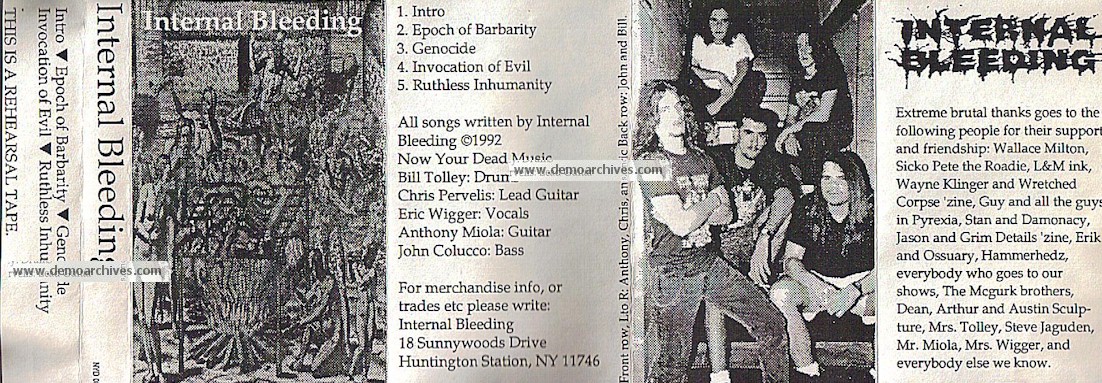 THIS IS A REHEARSAL TAPE.
Invocation of Evil ▼ Ruthless Inhumanity
Intro ▼ Epoch of Barbarity ▼ Genocide
Internal Bleeding
Internal Bleeding
1. Intro
2. Epoch of Barbarity
3. Genocide
4. Invocation of Evil
5. Ruthless Inhumanity
All songs written by Internal
Bleeding ©1992
Now Your Dead Music
Bill Tolley: Drums
Chris Pervelis: Lead Guitar
Eric Wigger: Vocals
Anthony Miola: Guitar
John Colucco: Bass
For merchandise info, or
trades etc please write:
Internal Bleeding
18 Sunnywoods Drive
Huntington Station, NY 11746
Front row, L to R: Anthony, Chris, and Eric Back row: John and Bill.
INTERNAL
BLEEDING
Extreme brutal thanks goes to the
following people for their support
and friendship: Wallace Milton,
Sicko Pete the Roadie, L&M ink,
Wayne Klinger and Wretched
Corpse 'zine, Guy and all the guys
in Pyrexia, Stan and Damonacy,
Jason and Grim Details 'zine, Erik
and Ossuary, Hammerhedz,
everybody who goes to our
shows, The Mcgurk brothers,
Dean, Arthur and Austin Sculp-
ture, Mrs. Tolley, Steve Jaguden,
Mr. Miola, Mrs. Wigger, and
everybody else we know.
www.demoarchives.com
www.demoarchives.com
www.demoarchives.com